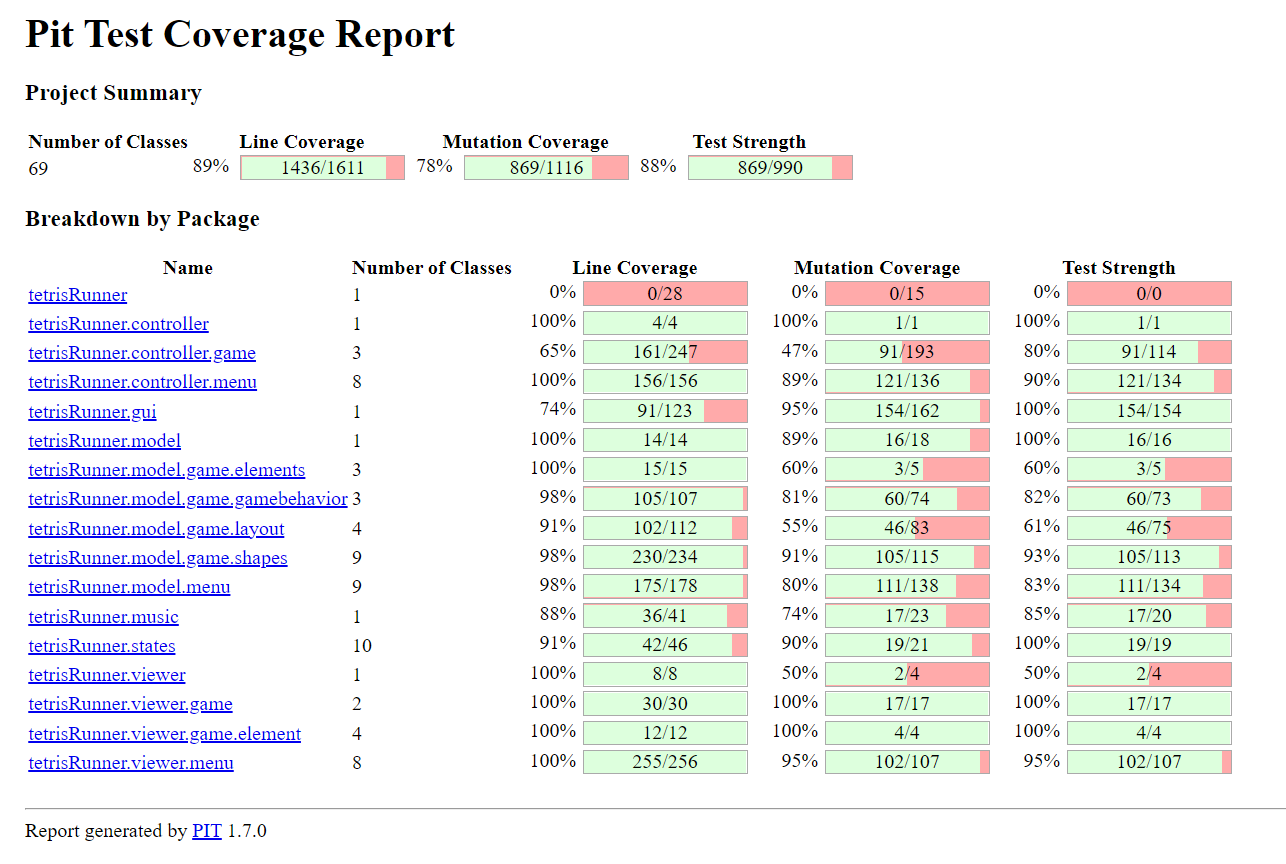 Pit Test Coverage Report
Project Summary
Number of Classes Line Coverage Mutation Coverage Test Strength
69 89% 1436/1611 78% 869/1116 88% 869/990
Breakdown by Package
Name Number of Classes Line Coverage Mutation Coverage Test Strength
tetrisRunner 1 0% 0/28 0% 0/15 0% 0/0
tetrisRunner.controller 1 100% 4/4 100% 1/1 100% 1/1
tetrisRunner.controller.game 3 65% 161/247 47% 91/193 80% 91/114
tetrisRunner.controller.menu 8 100% 156/156 89% 121/136 90% 121/134
tetrisRunner.gui 1 74% 91/123 95% 154/162 100% 154/154
tetrisRunner.model 1 100% 14/14 89% 16/18 100% 16/16
tetrisRunner.model.game.elements 3 100% 15/15 60% 3/5 60% 3/5
tetrisRunner.model.game.gamebehavior 3 98% 105/107 81% 60/74 82% 60/73
tetrisRunner.model.game.layout 4 91% 102/112 55% 46/83 61% 46/75
tetrisRunner.model.game.shapes 9 98% 230/234 91% 105/115 93% 105/113
tetrisRunner.model.menu 9 98% 175/178 80% 111/138 83% 111/134
tetrisRunner.music 1 88% 36/41 74% 17/23 85% 17/20
tetrisRunner.states 10 91% 42/46 90% 19/21 100% 19/19
tetrisRunner.viewer 1 100% 8/8 50% 2/4 50% 2/4
tetrisRunner.viewer.game 2 100% 30/30 100% 17/17 100% 17/17
tetrisRunner.viewer.game.element 4 100% 12/12 100% 4/4 100% 4/4
tetrisRunner.viewer.menu 8 100% 255/256 95% 102/107 95% 102/107
Report generated by PIT 1.7.0